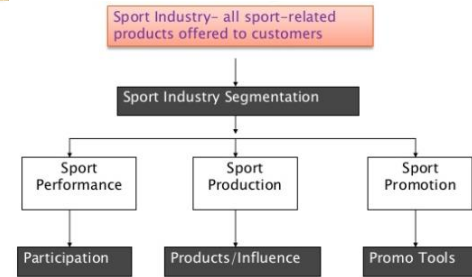 Sport Industry- all sport-related
products offered to customers
Sport Industry Segmentation
Sport
Performance
Sport
Production
Sport
Promotion
Participation
Products/Influence
Promo Tools